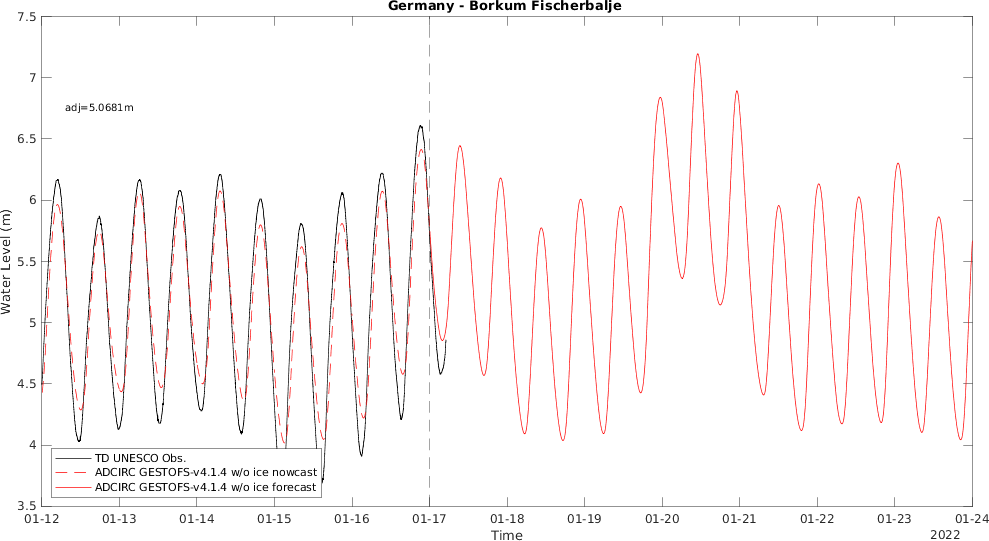 Germany - Borkum Fischerbalje
7.5
7
6.5
6
5.5
5
4.5
4
3.5
Water Level (m)
adj=5.0681m
TD UNESCO Obs.
ADCIRC GESTOFS-v4.1.4 w/o ice nowcast
ADCIRC GESTOFS-v4.1.4 w/o ice forecast
01-12 01-13 01-14 01-15 01-16 01-17 01-18 01-19 01-20 01-21 01-22 01-23 01-24
Time
2022